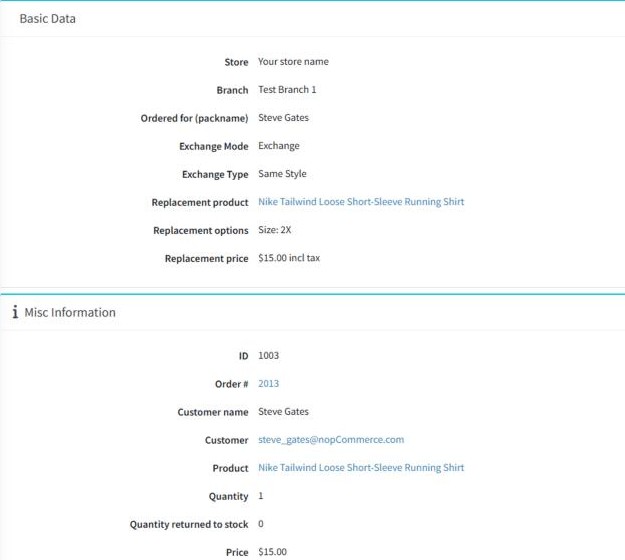 Basic Data
Store Your store name
Branch Test Branch 1
Ordered for (packname) Steve Gates
Exchange Mode Exchange
Exchange Type Same Style
Replacement product Nike Tailwind Loose Short-Sleeve Running Shirt
Replacement options Size: 2X
Replacement price $15.00 incl tax
Misc Information
ID 1003
Order # 2013
Customer name Steve Gates
Customer steve_gates@nopCommerce.com
Product Nike Tailwind Loose Short-Sleeve Running Shirt
Quantity 1
Quantity returned to stock 0
Price $15.00